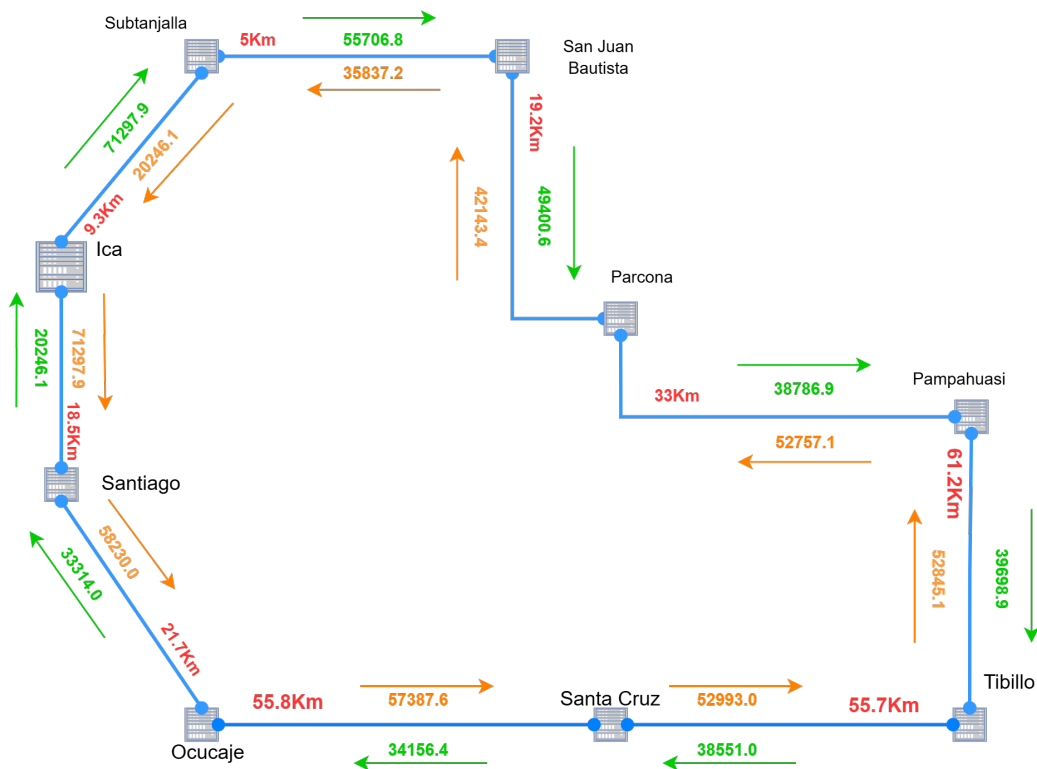 Subtanjalla
5Km
55706.8
35837.2
San Juan
Bautista
71297.9
20246.1
9.3Km
19.2Km
42143.4
49400.6
Ica
Parcona
20246.1
71297.9
18.5Km
33Km
38786.9
52757.1
Pampahuasi
61.2Km
Santiago
58230.0
33314.0
21.7Km
52845.1
39698.9
55.8Km
57387.6
Santa Cruz
52993.0
55.7Km
Tibillo
Ocucaje
34156.4
38551.0